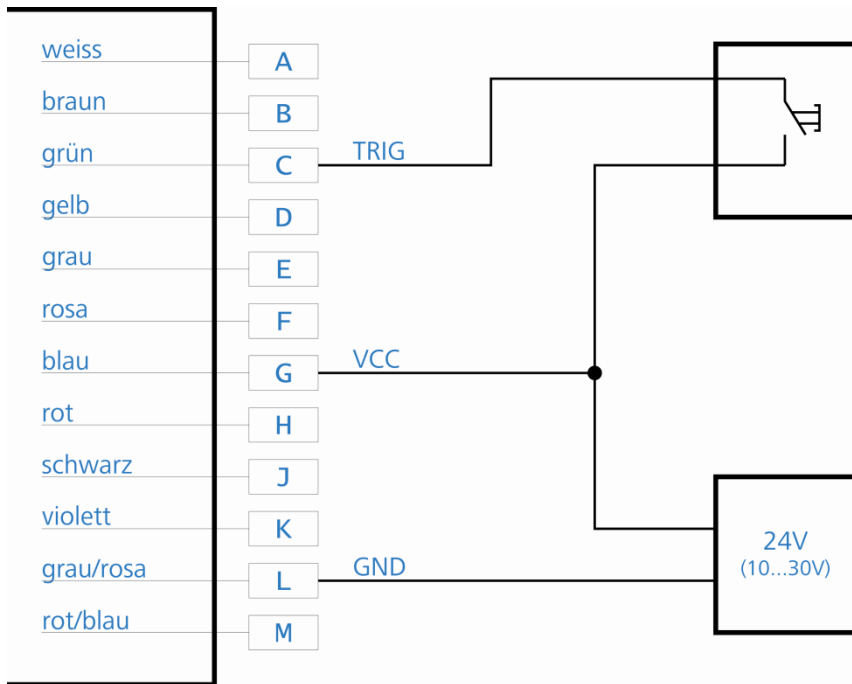 weiss A
braun B
grün C TRIG
gelb D
grau E
rosa F
blau G VCC
rot H
schwarz J
violett K
24V
(10...30V)
grau/rosa L GND
rot/blau M